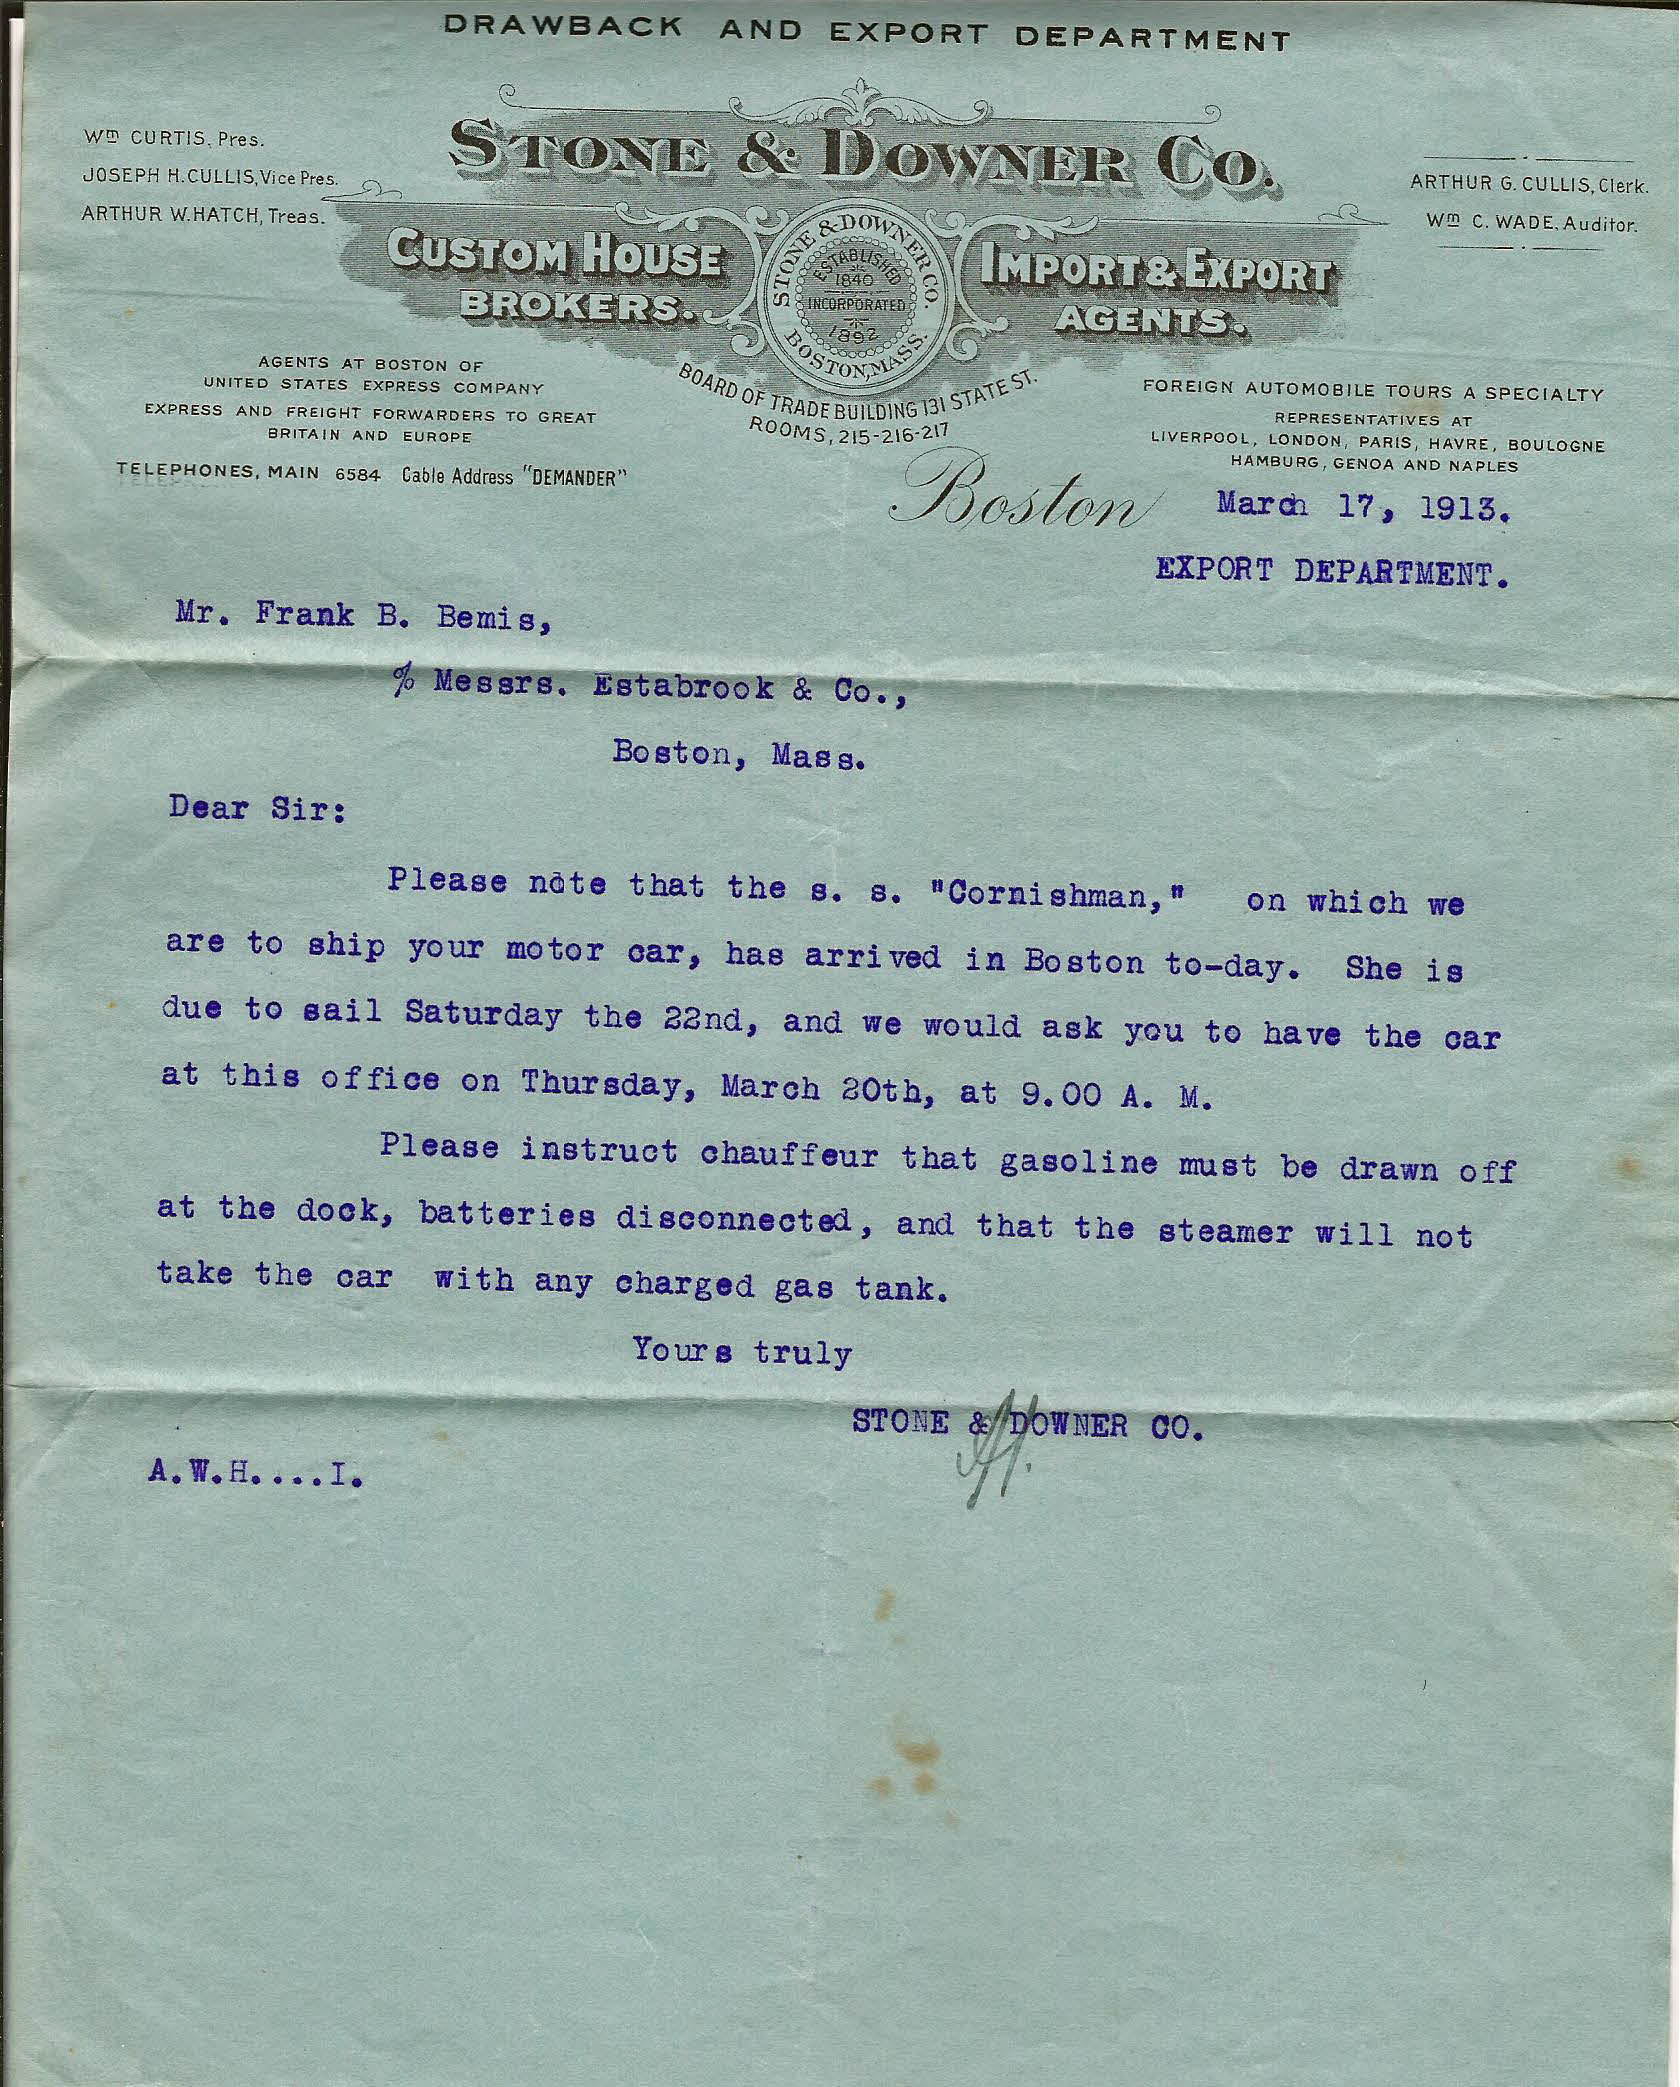 DRAWBACK AND EXPORT DEPARTMENT
Wm CURTIS, Pres.
JOSEPH H. CULLIS, Vice Pres.
ARTHUR W. HATCH, Treas.
STONE & DOWNER CO.
ARTHUR G. CULLIS, Clerk.
Wm C. WADE, Auditor.
CUSTOM HOUSE
BROKERS.
STONE & DOWNER CO.
ESTABLISHED
1840
INCORPORATED
1892
BOSTON, MASS.
IMPORT & EXPORT
AGENTS.
AGENTS AT BOSTON OF
UNITED STATES EXPRESS COMPANY
EXPRESS AND FREIGHT FORWARDERS TO GREAT
BRITAIN AND EUROPE
TELEPHONES, MAIN 6584 Cable Address "DEMANDER"
BOARD OF TRADE BUILDING 131 STATE ST.
ROOMS, 215-216-217
FOREIGN AUTOMOBILE TOURS A SPECIALTY
REPRESENTATIVES AT
LIVERPOOL, LONDON, PARIS, HAVRE, BOULOGNE
HAMBURG, GENOA AND NAPLES
Boston March 17, 1913.
EXPORT DEPARTMENT.
Mr. Frank B. Bemis,
% Messrs. Estabrook & Co.,
Boston, Mass.
Dear Sir:
Please note that the s. s. "Cornishman," on which we
are to ship your motor car, has arrived in Boston to-day. She is
due to sail Saturday the 22nd, and we would ask you to have the car
at this office on Thursday, March 20th, at 9.00 A. M.
Please instruct chauffeur that gasoline must be drawn off
at the dock, batteries disconnected, and that the steamer will not
take the car with any charged gas tank.
Yours truly
STONE & DOWNER CO.
H.
A.W.H....I.